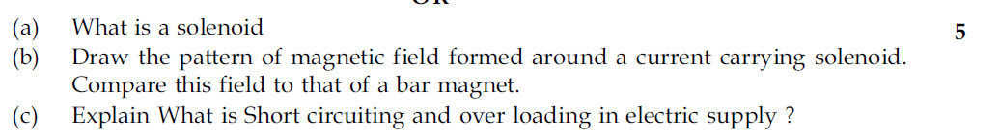 OR
(a) What is a solenoid 5
(b) Draw the pattern of magnetic field formed around a current carrying solenoid.
Compare this field to that of a bar magnet.
(c) Explain What is Short circuiting and over loading in electric supply ?